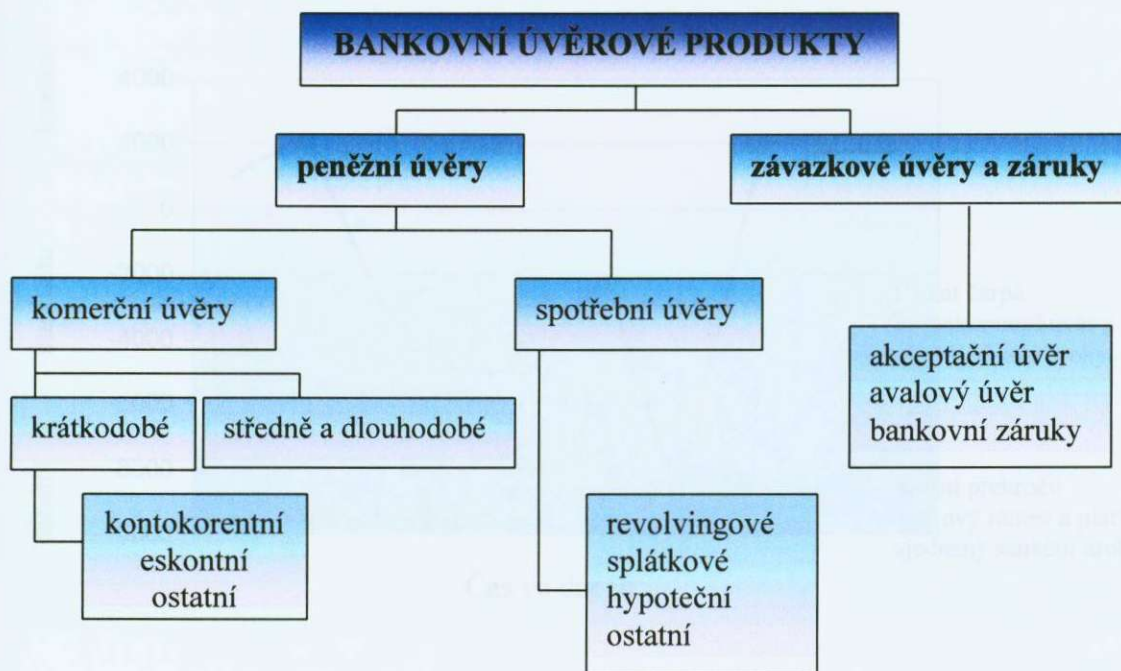 BANKOVNÍ ÚVĚROVÉ PRODUKTY
peněžní úvěry
závazkové úvěry a záruky
komerční úvěry
spotřební úvěry
akceptační úvěr
avalový úvěr
bankovní záruky
krátkodobé
středně a dlouhodobé
kontokorentní
eskontní
ostatní
revolvingové
splátkové
hypoteční
ostatní